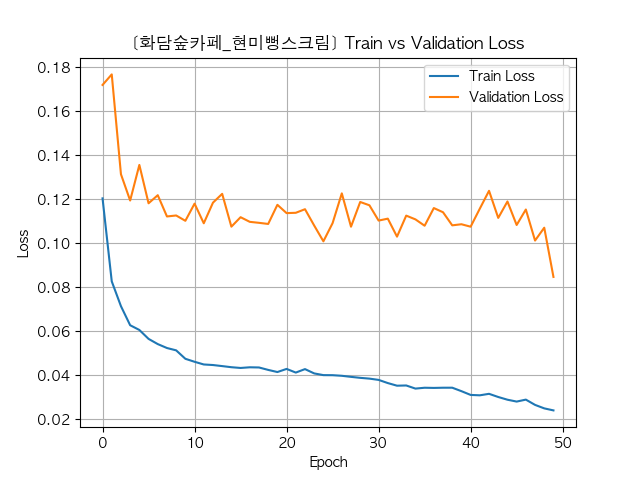 [화담숲카페_현미뻥스크림] Train vs Validation Loss
Train Loss
Validation Loss
Loss
0.18
0.16
0.14
0.12
0.10
0.08
0.06
0.04
0.02
0 10 20 30 40 50
Epoch